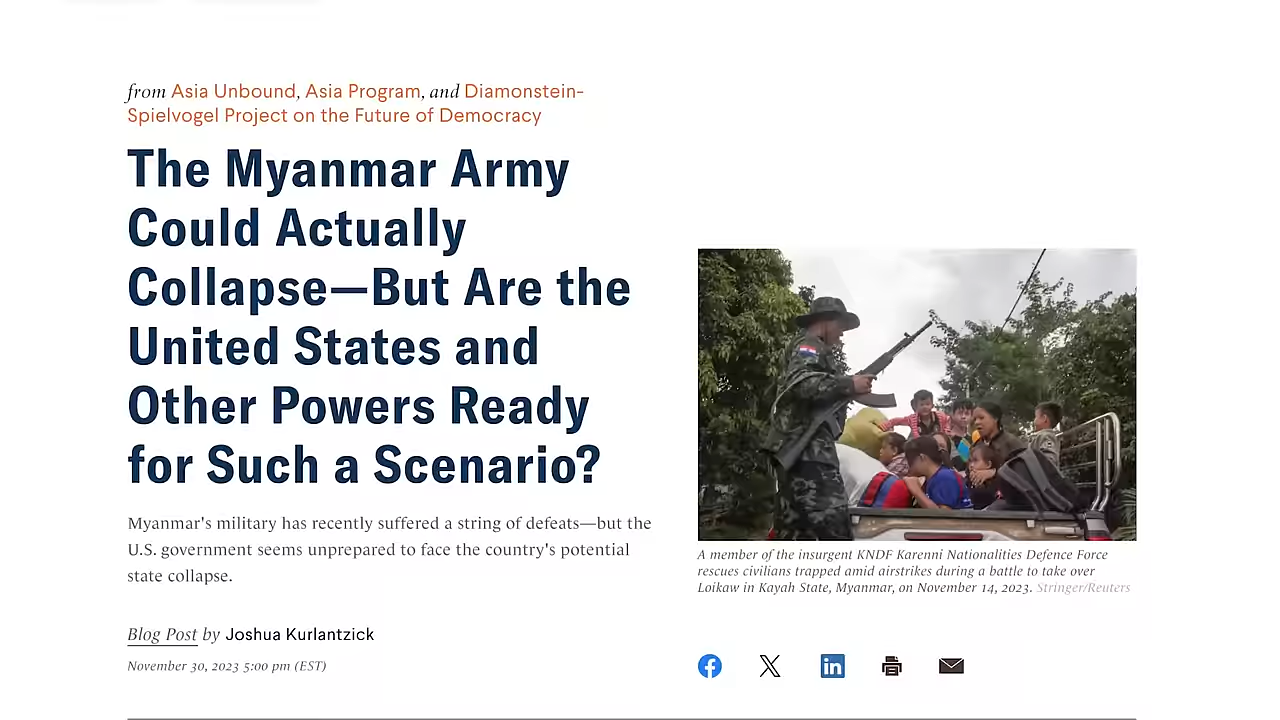 from Asia Unbound, Asia Program, and Diamonstein-
Spielvogel Project on the Future of Democracy
The Myanmar Army
Could Actually
Collapse—But Are the
United States and
Other Powers Ready
for Such a Scenario?
Myanmar's military has recently suffered a string of defeats—but the
U.S. government seems unprepared to face the country's potential
state collapse.
Blog Post by Joshua Kurlantzick
November 30, 2023 5:00 pm (EST)
A member of the insurgent KNDF Karenni Nationalities Defence Force
rescues civilians trapped amid airstrikes during a battle to take over
Loikaw in Kayah State, Myanmar, on November 14, 2023. Stringer/Reuters